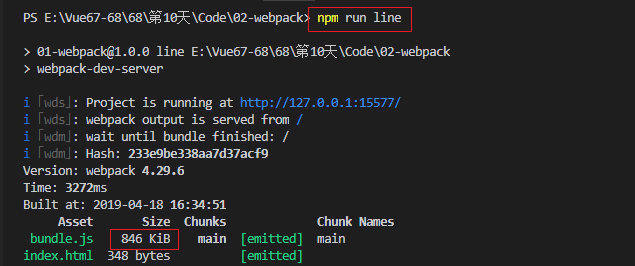 PS E:\Vue67-68\68\第10天\Code\02-webpack> npm run line
> 01-webpack@1.0.0 line E:\Vue67-68\68\第10天\Code\02-webpack
> webpack-dev-server
i ｢wds｣: Project is running at http://127.0.0.1:15577/
i ｢wds｣: webpack output is served from /
i ｢wdm｣: wait until bundle finished: /
i ｢wdm｣: Hash: 233e9be338aa7d37acf9
Version: webpack 4.29.6
Time: 3272ms
Built at: 2019-04-18 16:34:51
Asset Size Chunks Chunk Names
bundle.js 846 KiB main [emitted] main
index.html 348 bytes [emitted]